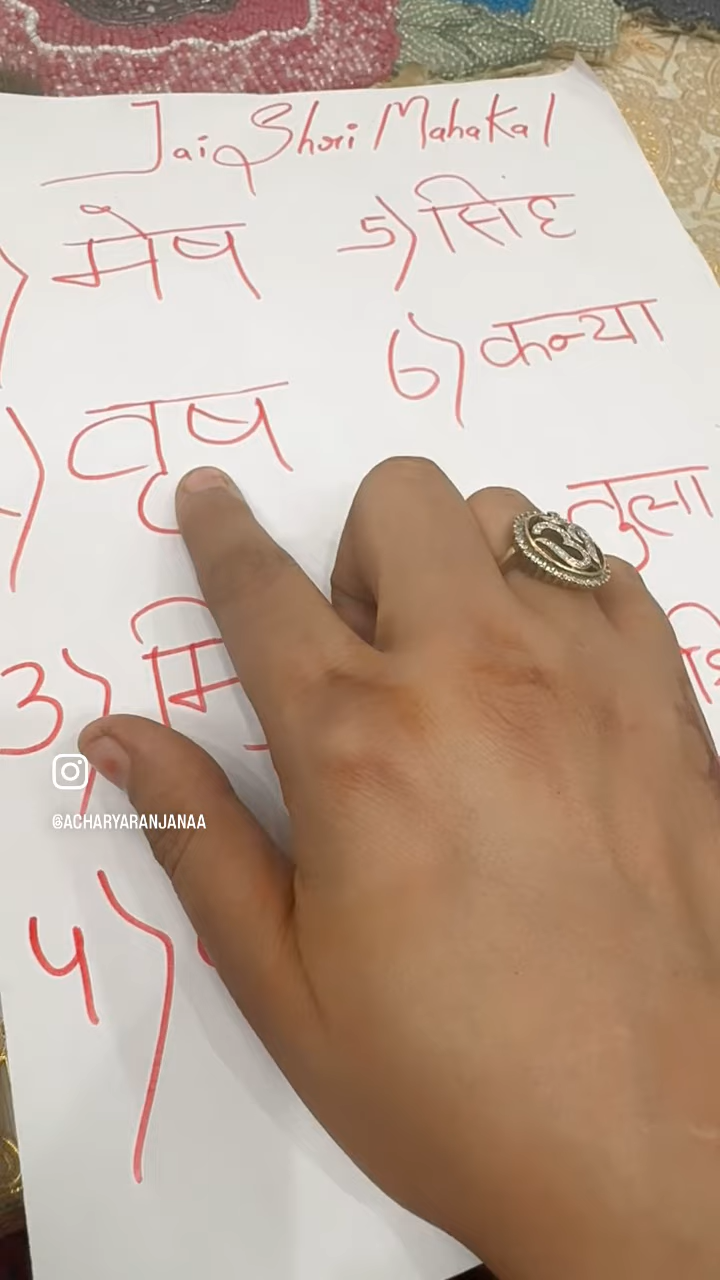 Jai Shri Mahakal
) मेष
) वृष
3) मि
4)
5) सिंह
6) कन्या
तुला
@ACHARYARANJANAA